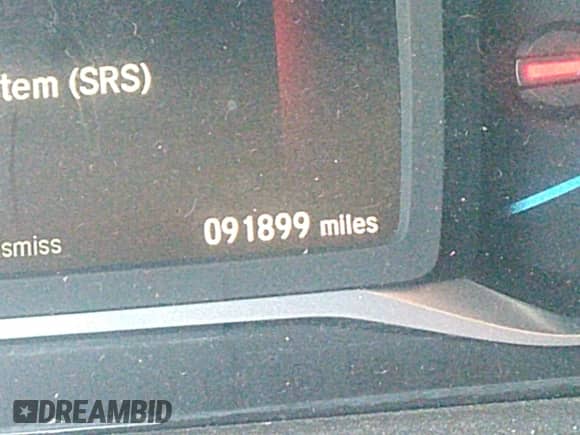 tem (SRS)
smiss
091899 miles
DREAMBID